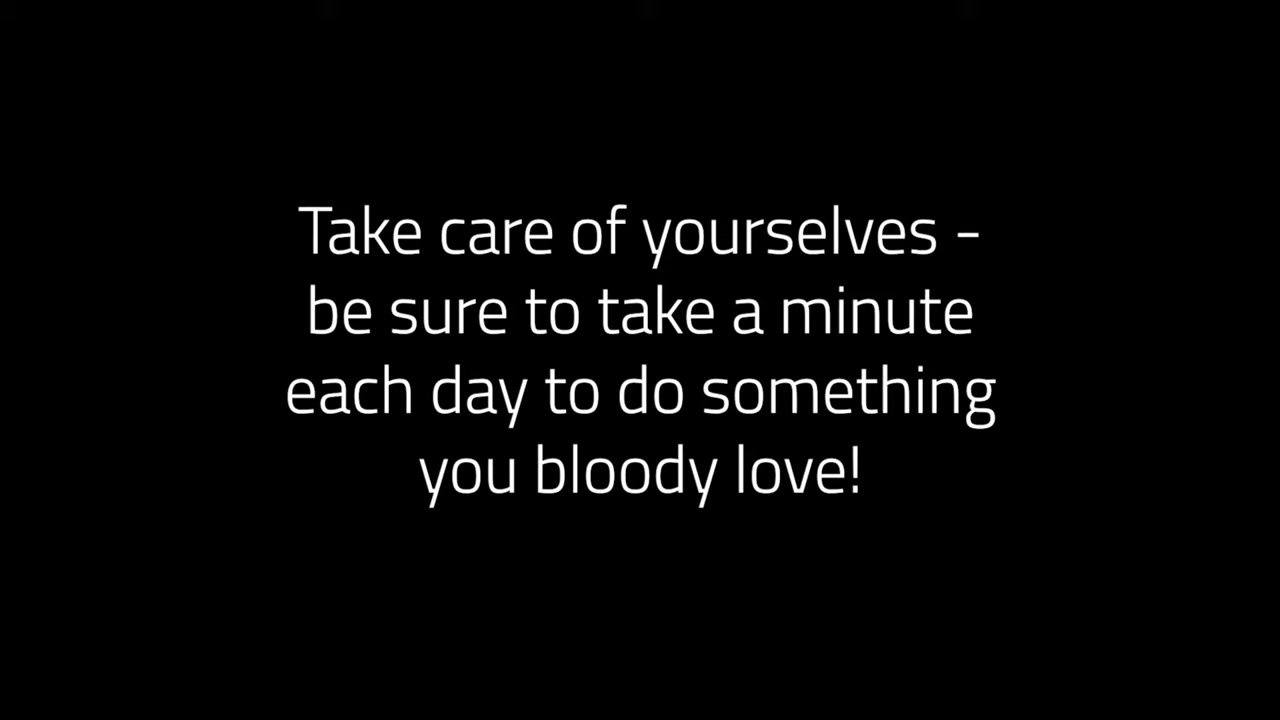 Take care of yourselves -
be sure to take a minute
each day to do something
you bloody love!